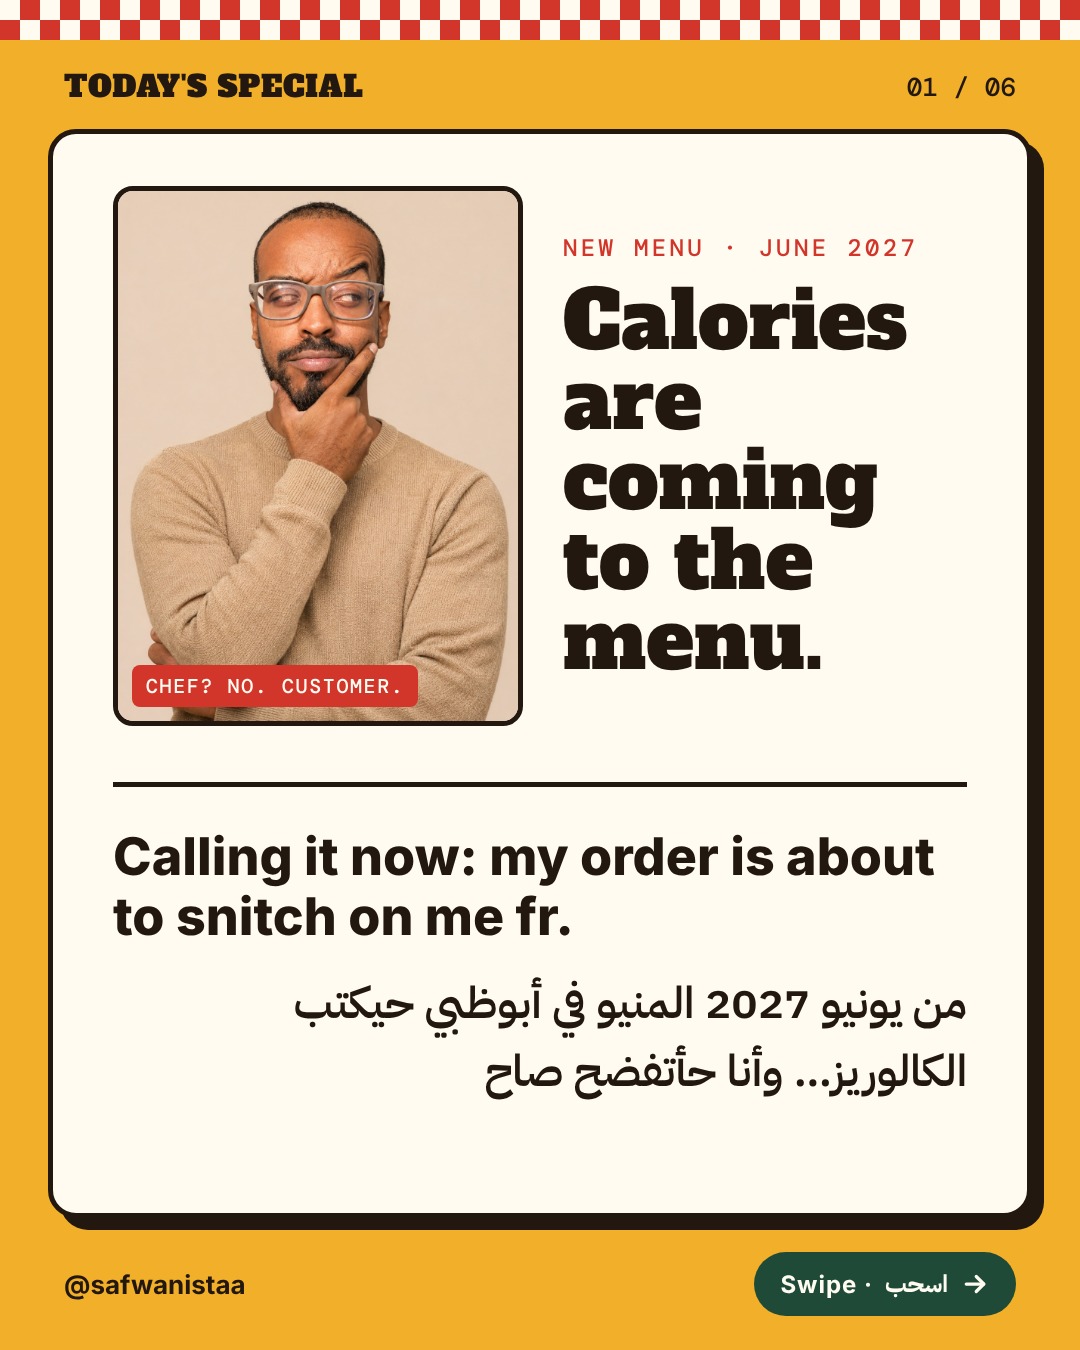 TODAY'S SPECIAL
01 / 06
NEW MENU · JUNE 2027
Calories
are
coming
to the
menu.
CHEF? NO. CUSTOMER.
Calling it now: my order is about
to snitch on me fr.
من يونيو 2027 المنيو في أبوظبي حيكتب
الكالوريز... وأنا حأتفضح صاح
@safwanistaa
Swipe · اسحب →